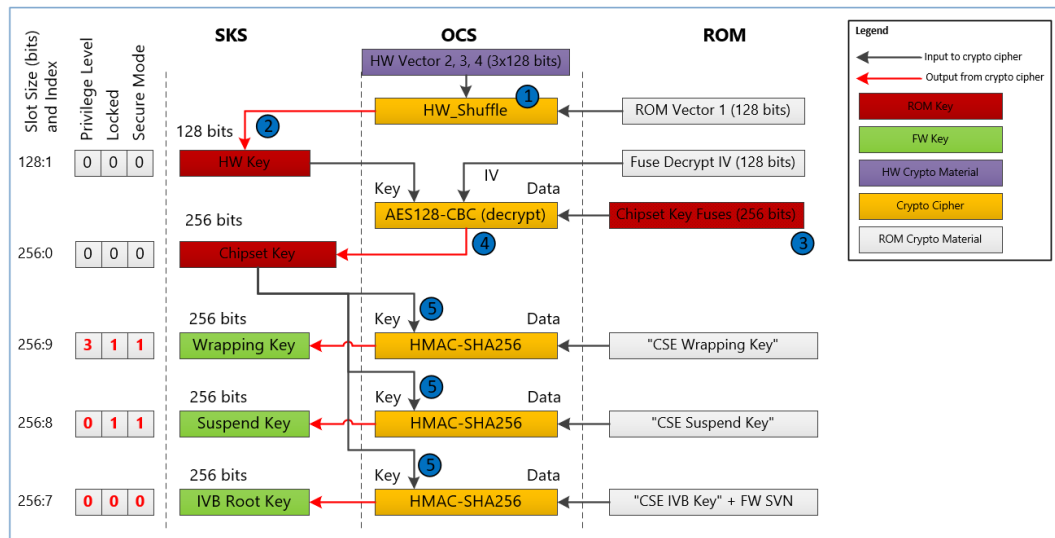 SKS
OCS
ROM
Slot Size (bits)
and Index
Privilege Level
Locked
Secure Mode
HW Vector 2, 3, 4 (3x128 bits)
1
HW_Shuffle
ROM Vector 1 (128 bits)
2
128 bits
128:1
0 0 0
HW Key
Fuse Decrypt IV (128 bits)
IV
Key
Data
AES128-CBC (decrypt)
Chipset Key Fuses (256 bits)
256 bits
4
3
256:0
0 0 0
Chipset Key
5
256 bits
Key
Data
256:9
3 1 1
Wrapping Key
HMAC-SHA256
"CSE Wrapping Key"
5
256 bits
Key
Data
256:8
0 1 1
Suspend Key
HMAC-SHA256
"CSE Suspend Key"
5
256 bits
Key
Data
256:7
0 0 0
IVB Root Key
HMAC-SHA256
"CSE IVB Key" + FW SVN
Legend
Input to crypto cipher
Output from crypto cipher
ROM Key
FW Key
HW Crypto Material
Crypto Cipher
ROM Crypto Material